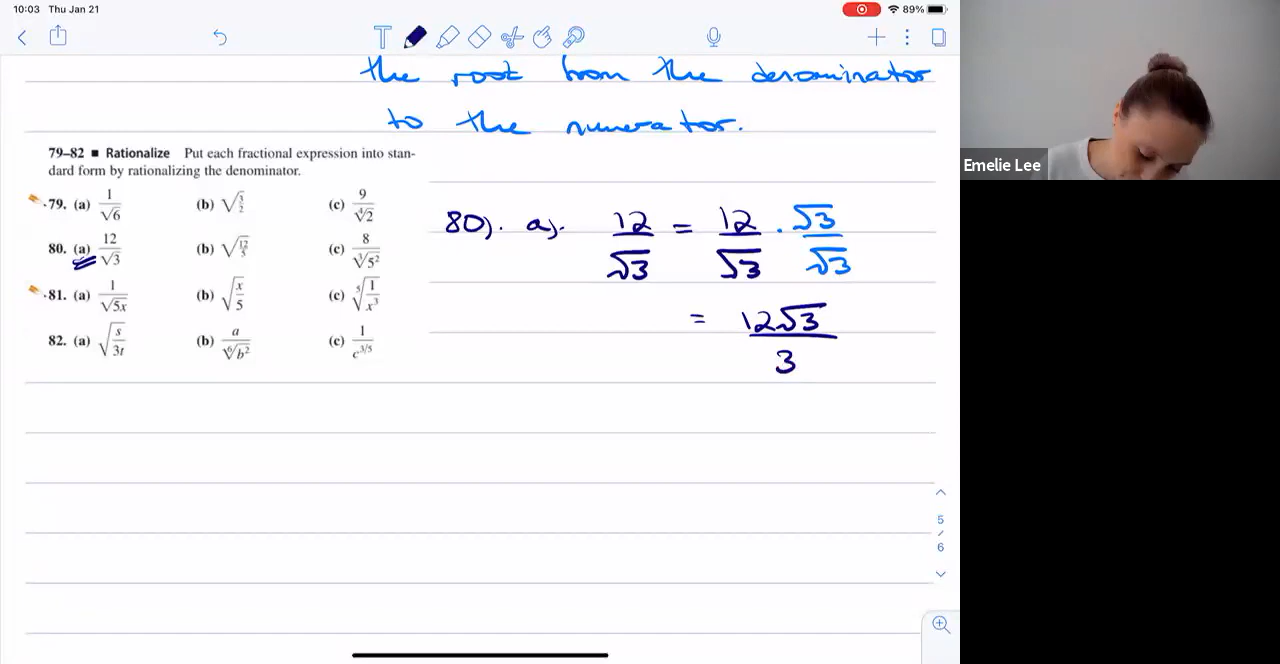 10:03 Thu Jan 21
89%
the root from the denominator
to the numerator.
79–82 ■ Rationalize Put each fractional expression into stan-
dard form by rationalizing the denominator.
79. (a) 1/√6 (b) √(3/2) (c) 9/∜2
80. (a) 12/√3 (b) √(12/5) (c) 8/∛5²
81. (a) 1/√5x (b) √(x/5) (c) ⁵√(1/x³)
82. (a) √(s/3t) (b) a/⁶√b² (c) 1/c^(3/5)
80). a). 12/√3 = 12/√3 · √3/√3
= 12√3/3
Emelie Lee
5
/
6